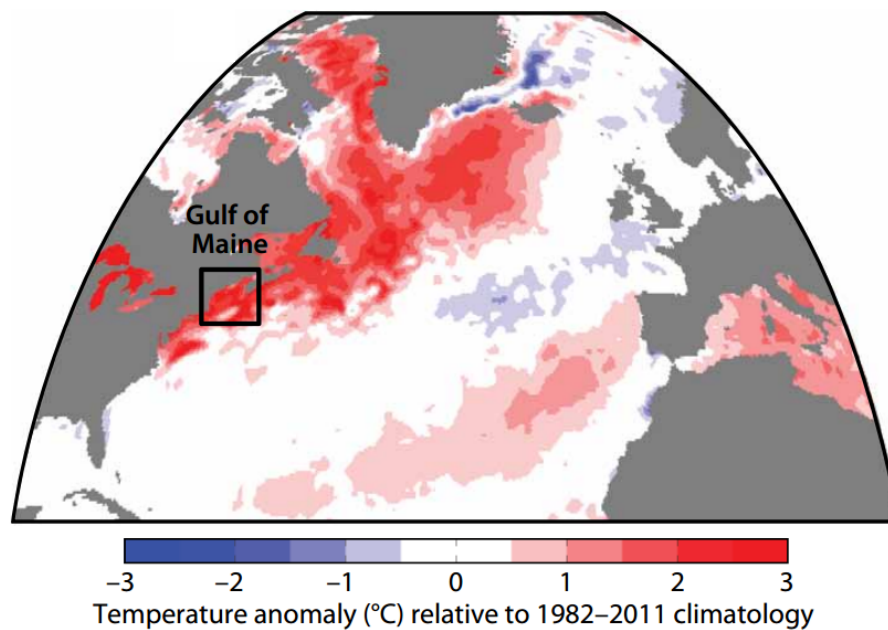 Gulf of
Maine
−3 −2 −1 0 1 2 3
Temperature anomaly (°C) relative to 1982–2011 climatology